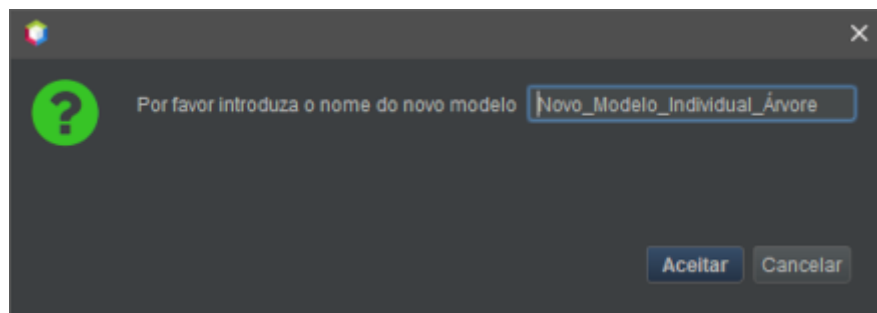 Por favor introduza o nome do novo modelo Novo_Modelo_Individual_Árvore
Aceitar Cancelar